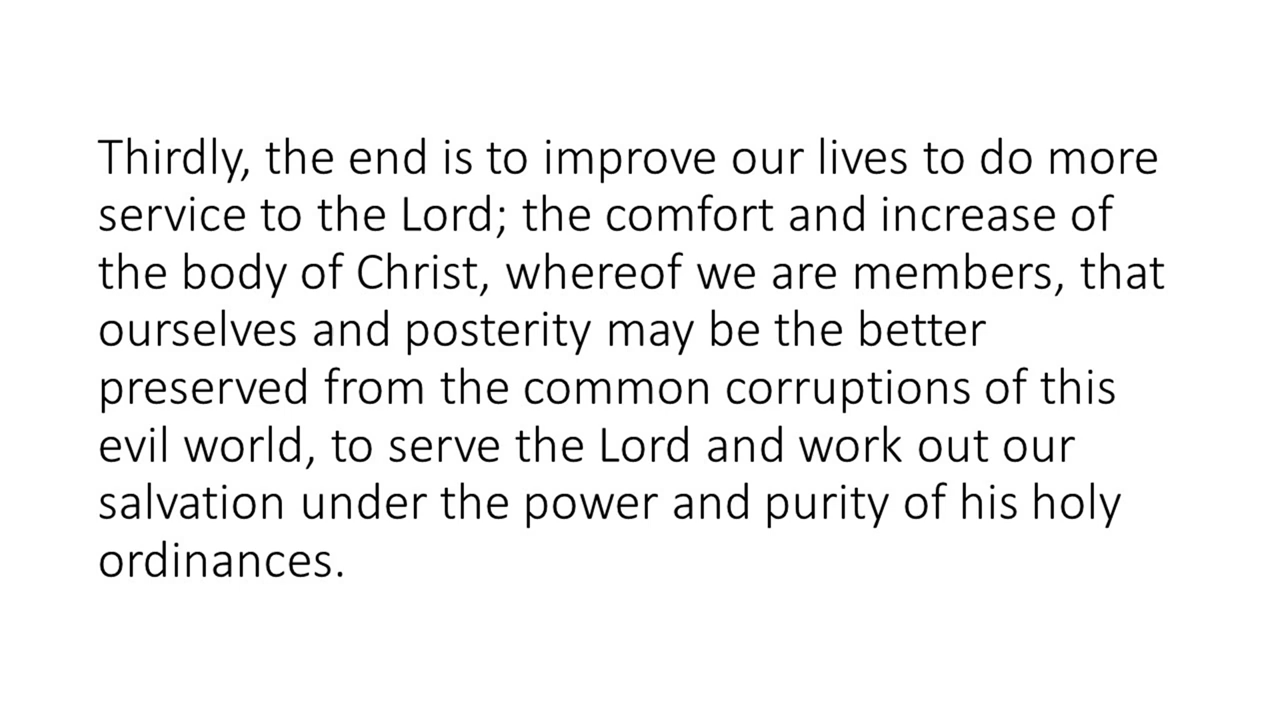 Thirdly, the end is to improve our lives to do more
service to the Lord; the comfort and increase of
the body of Christ, whereof we are members, that
ourselves and posterity may be the better
preserved from the common corruptions of this
evil world, to serve the Lord and work out our
salvation under the power and purity of his holy
ordinances.